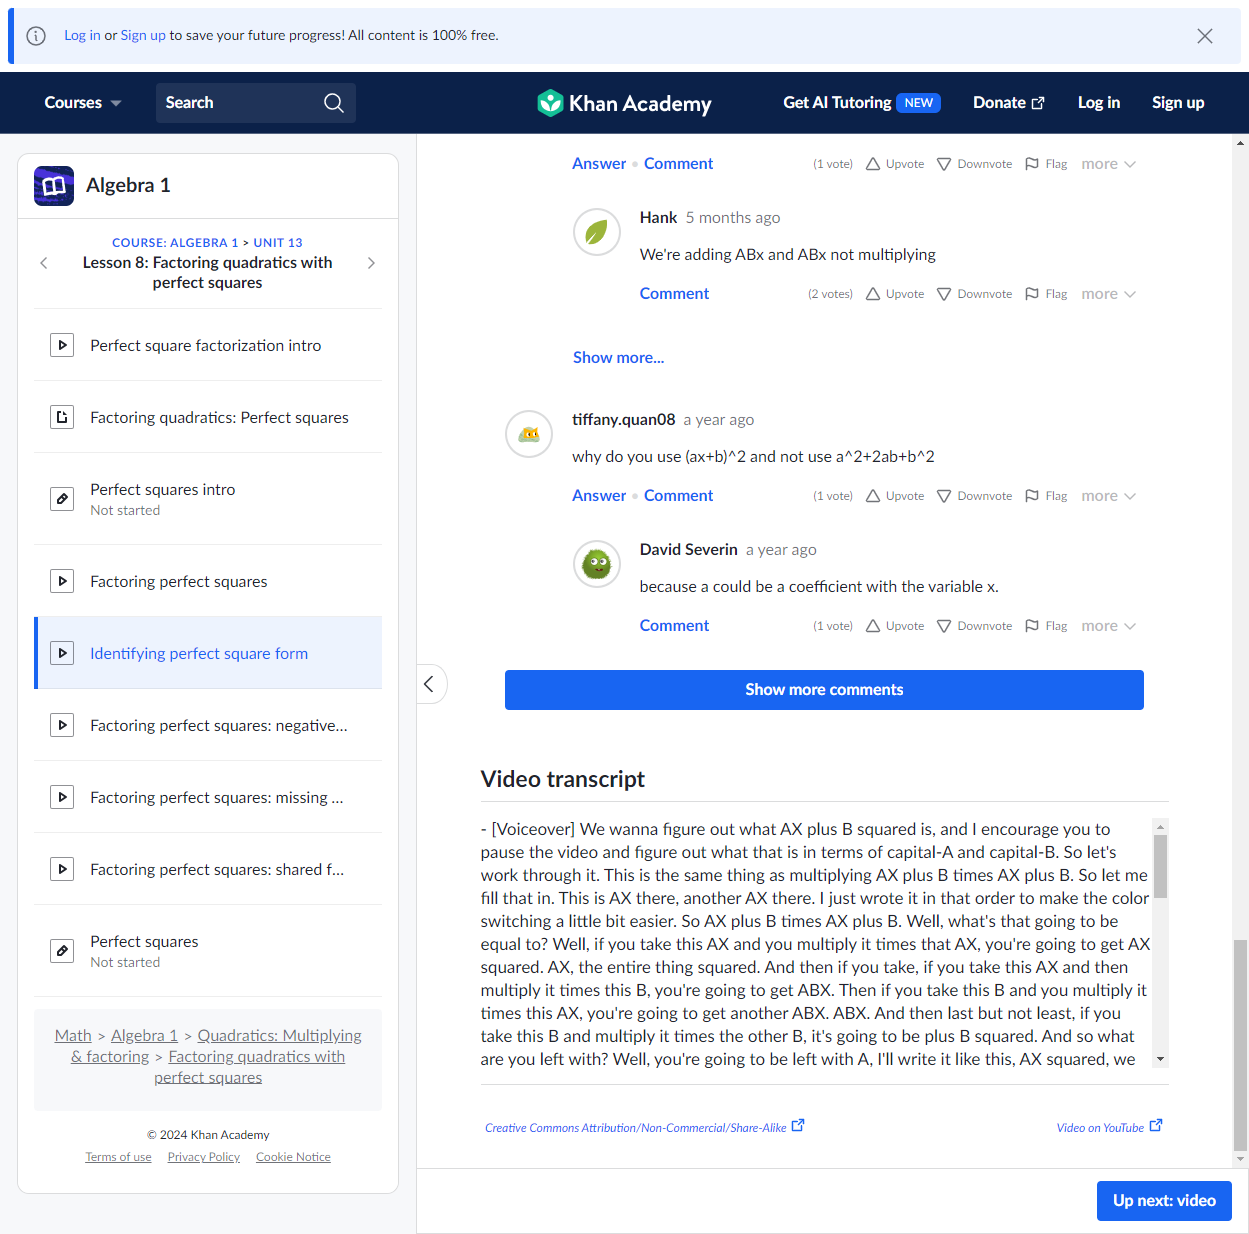 Log in or Sign up to save your future progress! All content is 100% free.
Courses
Search
Khan Academy
Get AI Tutoring NEW
Donate
Log in
Sign up
Algebra 1
COURSE: ALGEBRA 1 > UNIT 13
Lesson 8: Factoring quadratics with
perfect squares
Perfect square factorization intro
Factoring quadratics: Perfect squares
Perfect squares intro
Not started
Factoring perfect squares
Identifying perfect square form
Factoring perfect squares: negative...
Factoring perfect squares: missing ...
Factoring perfect squares: shared f...
Perfect squares
Not started
Math > Algebra 1 > Quadratics: Multiplying
& factoring > Factoring quadratics with
perfect squares
© 2024 Khan Academy
Terms of use Privacy Policy Cookie Notice
Answer • Comment (1 vote) Upvote Downvote Flag more
Hank 5 months ago
We're adding ABx and ABx not multiplying
Comment (2 votes) Upvote Downvote Flag more
Show more...
tiffany.quan08 a year ago
why do you use (ax+b)^2 and not use a^2+2ab+b^2
Answer • Comment (1 vote) Upvote Downvote Flag more
David Severin a year ago
because a could be a coefficient with the variable x.
Comment (1 vote) Upvote Downvote Flag more
Show more comments
Video transcript
- [Voiceover] We wanna figure out what AX plus B squared is, and I encourage you to
pause the video and figure out what that is in terms of capital-A and capital-B. So let's
work through it. This is the same thing as multiplying AX plus B times AX plus B. So let me
fill that in. This is AX there, another AX there. I just wrote it in that order to make the color
switching a little bit easier. So AX plus B times AX plus B. Well, what's that going to be
equal to? Well, if you take this AX and you multiply it times that AX, you're going to get AX
squared. AX, the entire thing squared. And then if you take, if you take this AX and then
multiply it times this B, you're going to get ABX. Then if you take this B and you multiply it
times this AX, you're going to get another ABX. ABX. And then last but not least, if you
take this B and multiply it times the other B, it's going to be plus B squared. And so what
are you left with? Well, you're going to be left with A, I'll write it like this, AX squared, we
Creative Commons Attribution/Non-Commercial/Share-Alike
Video on YouTube
Up next: video